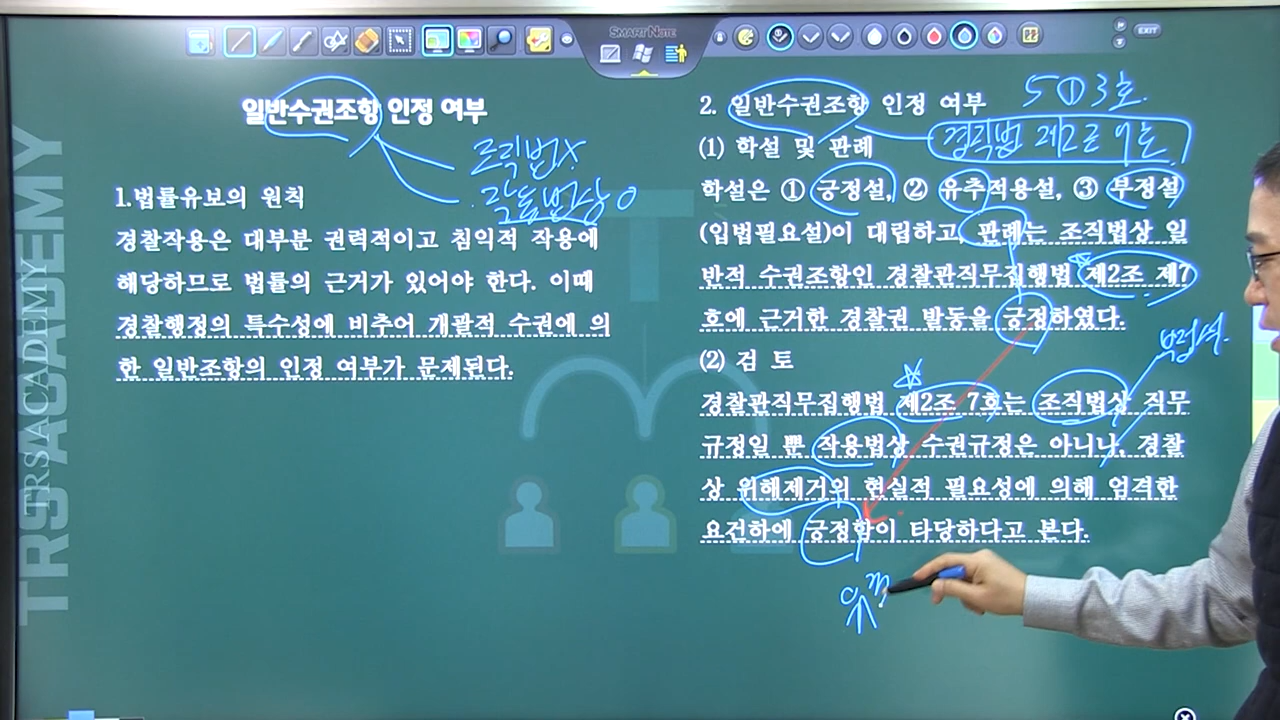 SMART NOTE
EXIT
일반수권조항 인정 여부
조직법X
작용법상O
1.법률유보의 원칙
경찰작용은 대부분 권력적이고 침익적 작용에
해당하므로 법률의 근거가 있어야 한다. 이때
경찰행정의 특수성에 비추어 개괄적 수권에 의
한 일반조항의 인정 여부가 문제된다.
2. 일반수권조항 인정 여부
5①3호.
(1) 학설 및 판례
경직법 제2조 9호
학설은 ① 긍정설, ② 유추적용설, ③ 부정설
(입법필요설)이 대립하고, 판례는 조직법상 일
반적 수권조항인 경찰관직무집행법 제2조 제7
호에 근거한 경찰권 발동을 긍정하였다.
(2) 검 토
경찰관직무집행법 제2조 7호는 조직법상 직무
규정일 뿐 작용법상 수권규정은 아니나, 경찰
상 위해제거의 현실적 필요성에 의해 엄격한
요건하에 긍정함이 타당하다고 본다.
TRS ACADEMY
TRS ACADEMY